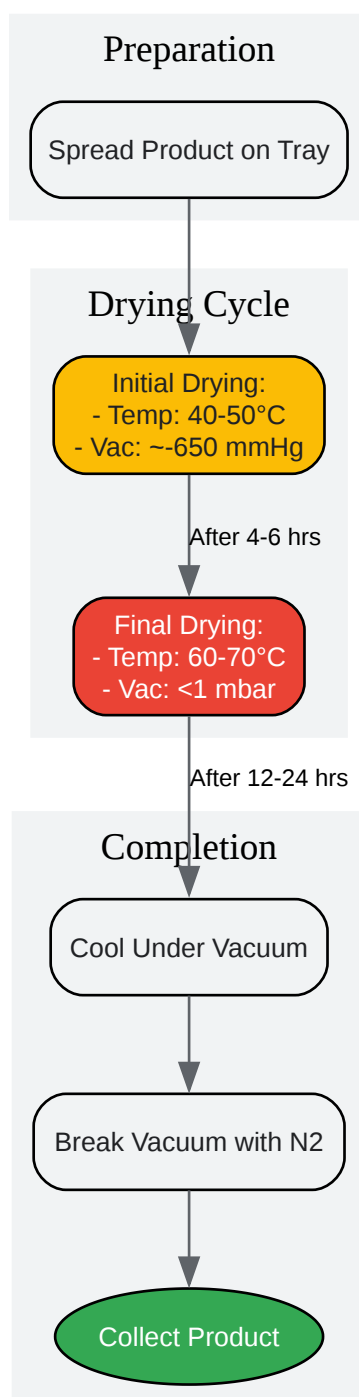 Preparation
Spread Product on Tray
Drying Cycle
Initial Drying:
- Temp: 40-50°C
- Vac: ~-650 mmHg
After 4-6 hrs
Final Drying:
- Temp: 60-70°C
- Vac: <1 mbar
After 12-24 hrs
Completion
Cool Under Vacuum
Break Vacuum with N2
Collect Product